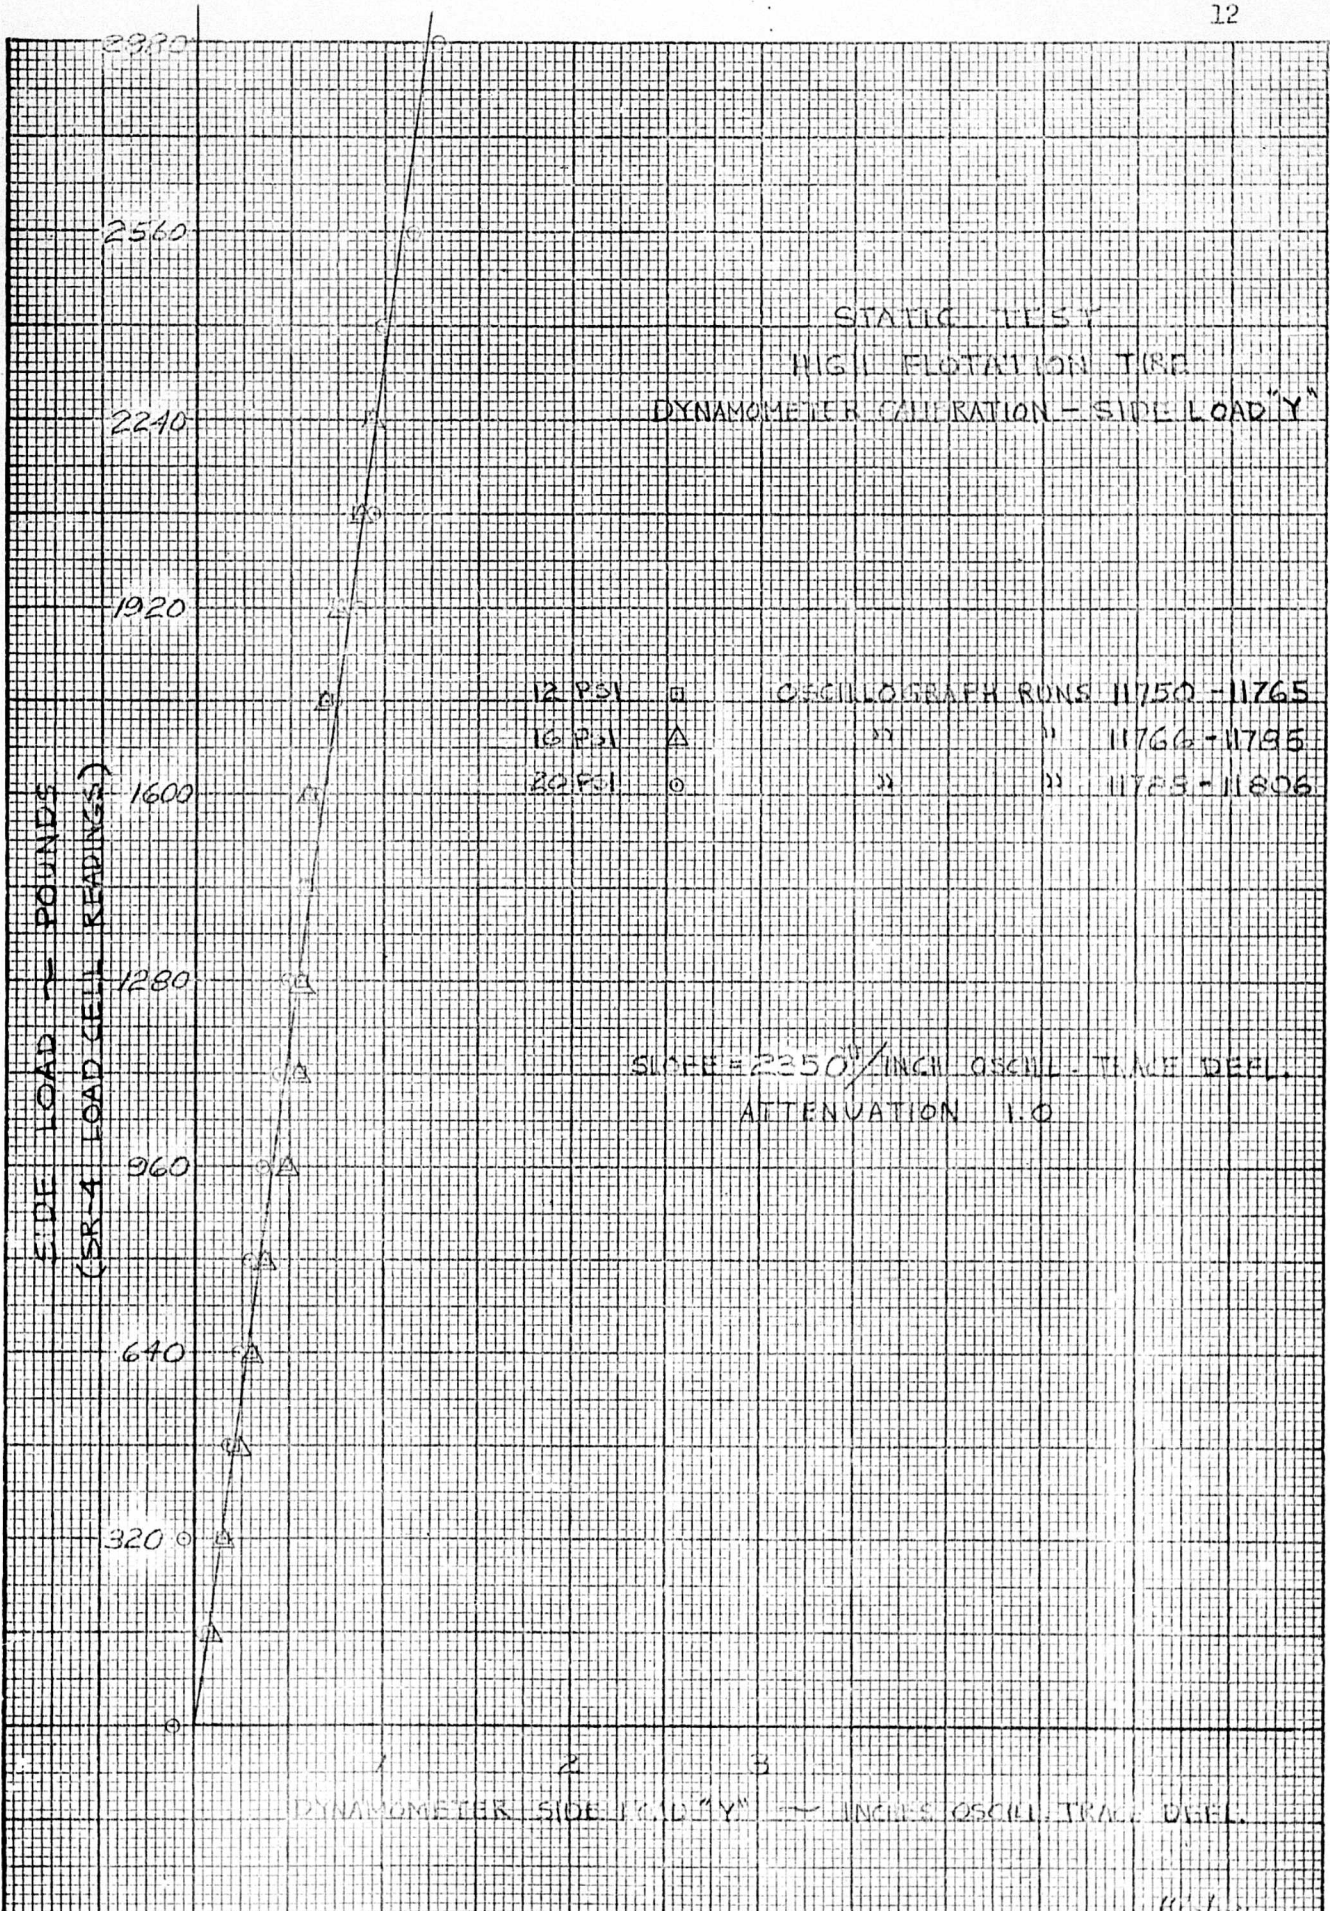 12
2880
2560
STATIC TEST
HIGH FLOTATION TIRE
DYNAMOMETER CALIBRATION - SIDE LOAD "Y"
2240
1920
12 PSI OSCILLOGRAPH RUNS 11750 - 11765
16 PSI " " 11766 - 11785
20 PSI " " - 11806
1600
SIDE LOAD ~ POUNDS
(SR-4 LOAD CELL READINGS)
1280
SLOPE = 2350#/INCH OSCILL. TRACE DEFL.
ATTENUATION 1.0
960
640
320
1 2 3
DYNAMOMETER SIDE LOAD "Y" ~ INCHES OSCILL. TRACE DEFL.